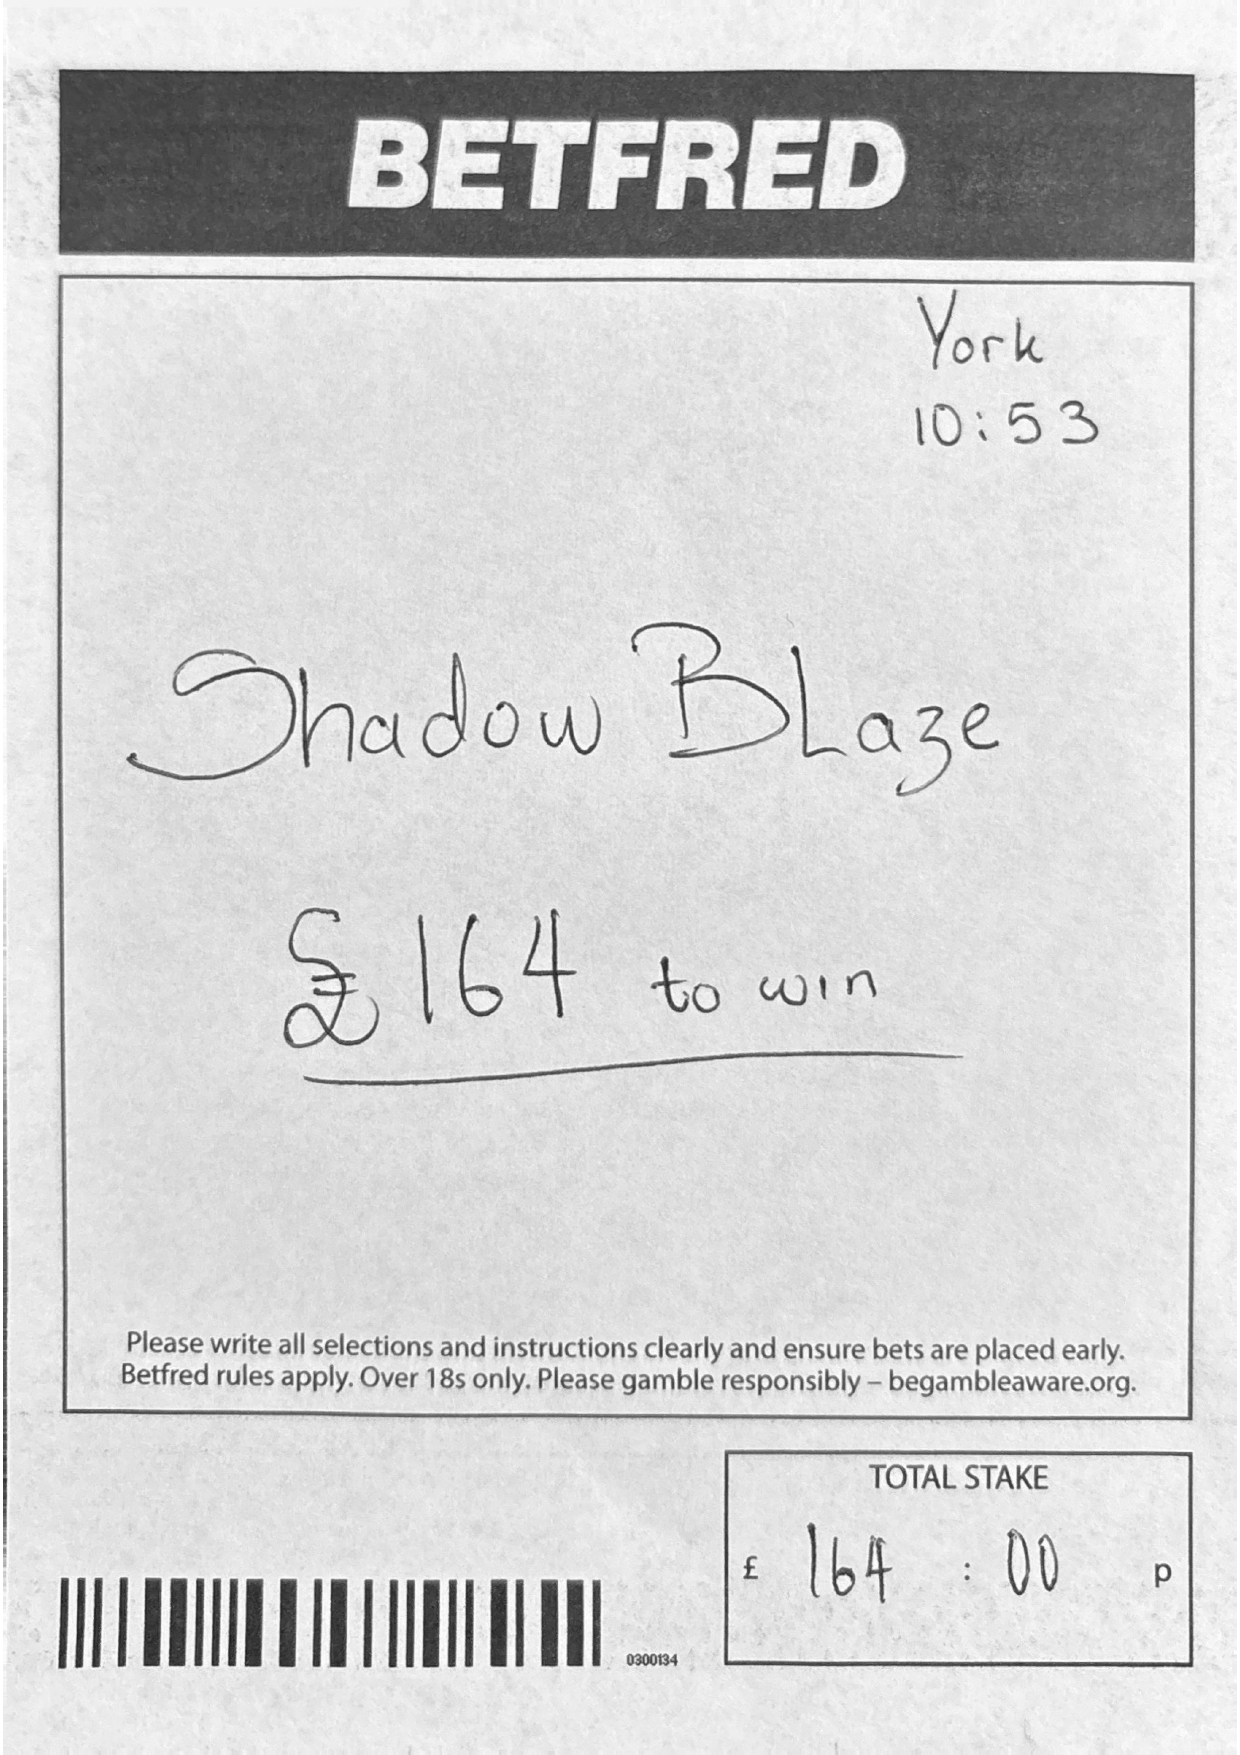 BETFRED
York
10:53
Shadow BLaze
£164 to win
Please write all selections and instructions clearly and ensure bets are placed early.
Betfred rules apply. Over 18s only. Please gamble responsibly – begambleaware.org.
TOTAL STAKE
£ 164 : 00 p
0300134